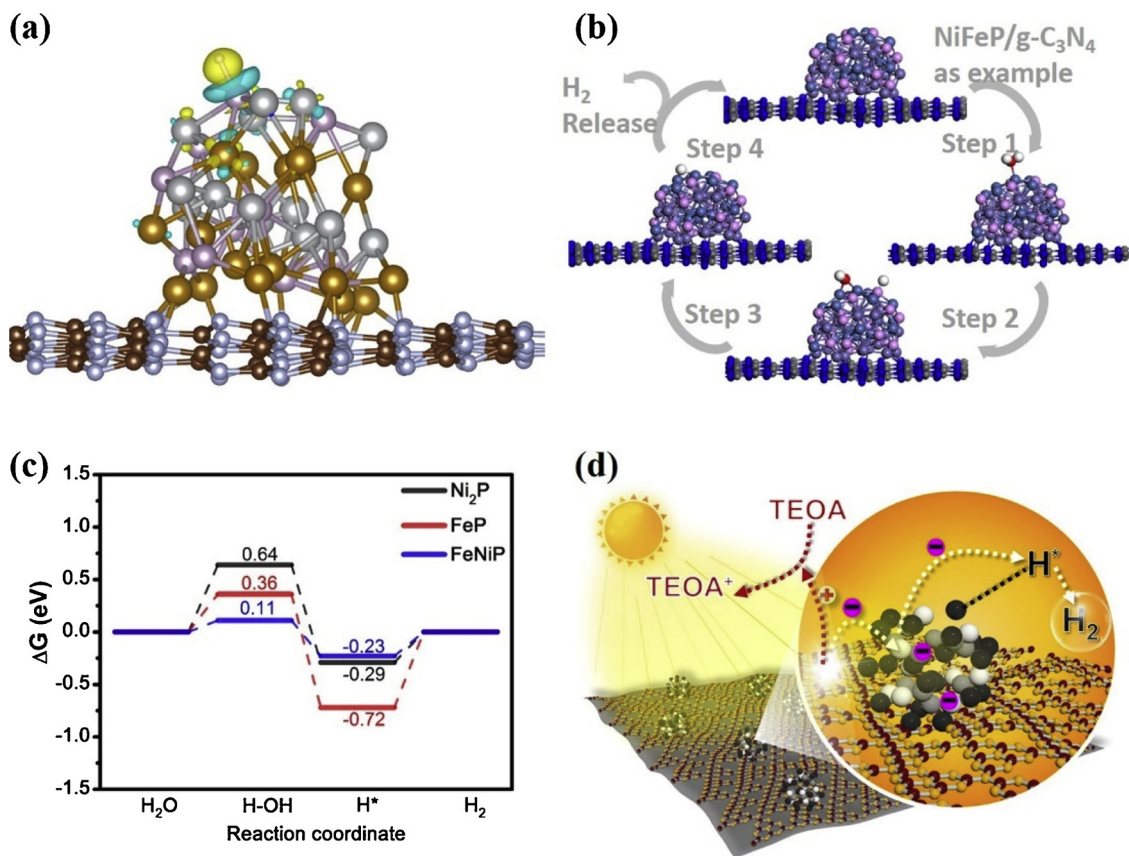 (a)
(b)
NiFeP/g-C₃N₄
as example
H₂
Release
Step 4
Step 1
Step 3
Step 2
(c)
1.5
1.0
0.5
0.0
-0.5
-1.0
-1.5
ΔG (eV)
Ni₂P
FeP
FeNiP
0.64
0.36
0.11
-0.23
-0.29
-0.72
H₂O H-OH H* H₂
Reaction coordinate
(d)
TEOA
TEOA⁺
+
−
−
−
−
H*
H₂